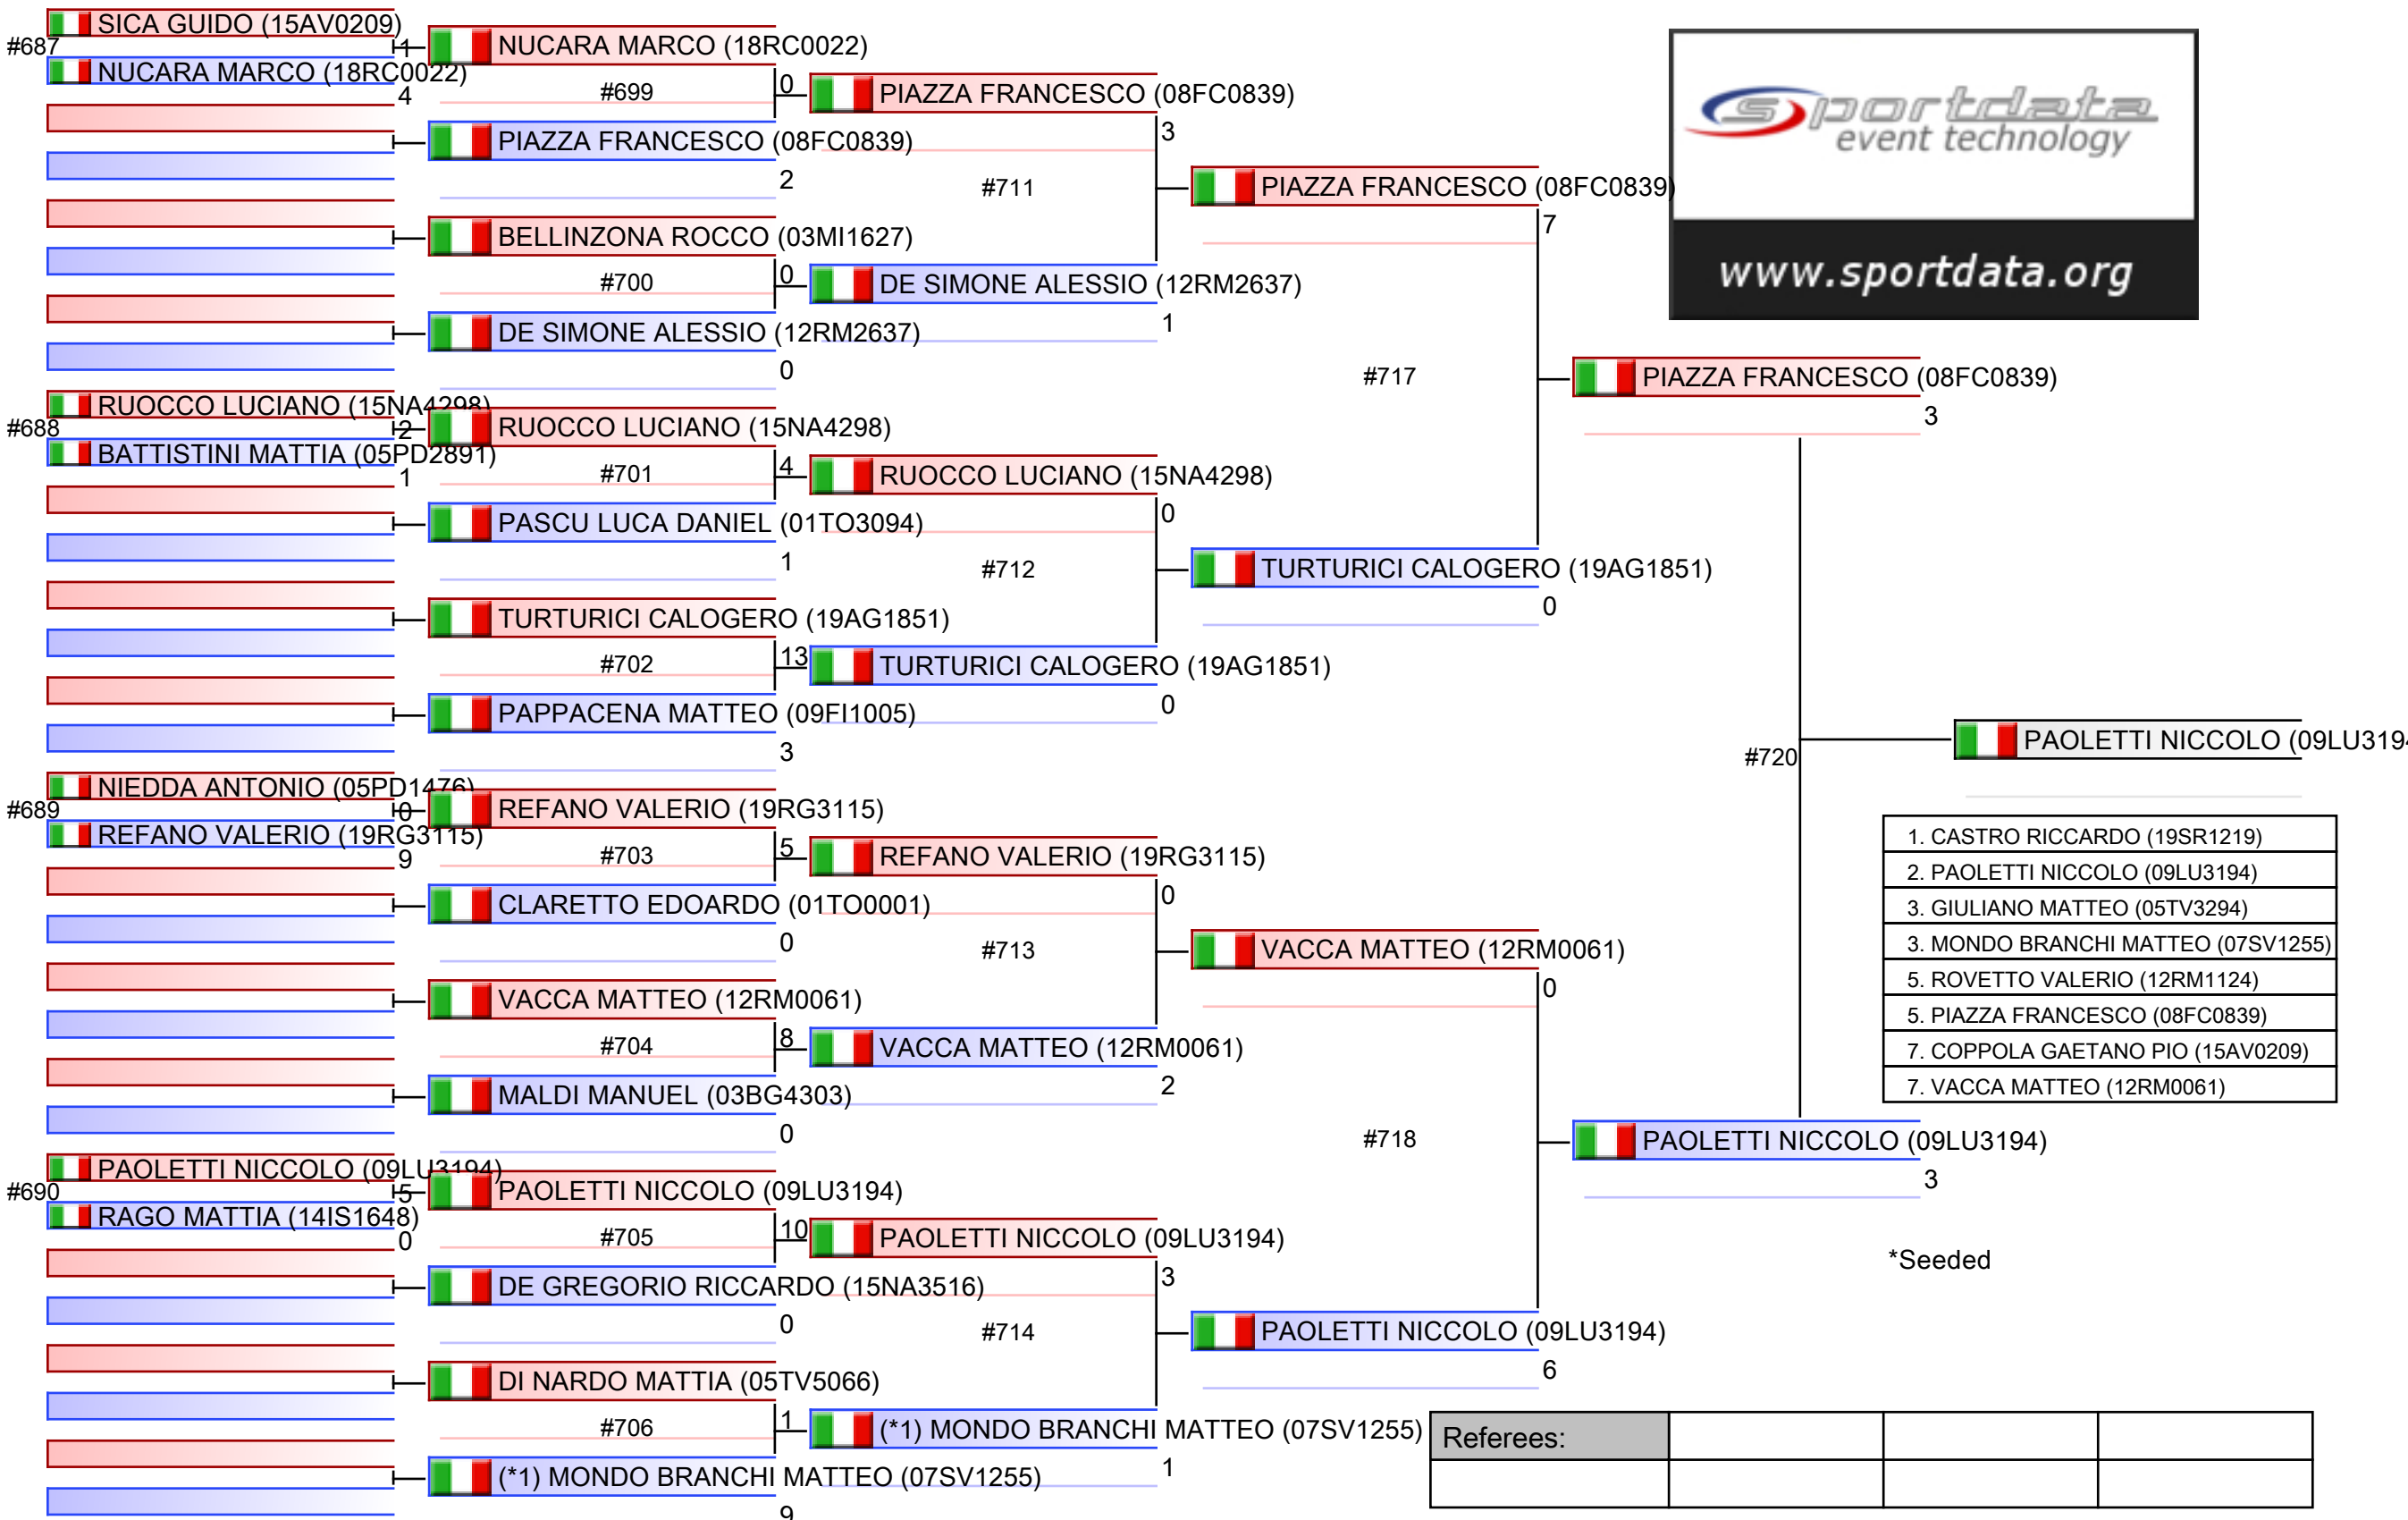 SICA GUIDO (15AV0209)
#687
1
NUCARA MARCO (18RC0022)
4
RUOCCO LUCIANO (15NA4298)
#688
2
BATTISTINI MATTIA (05PD2891)
1
NIEDDA ANTONIO (05PD1476)
#689
0
REFANO VALERIO (19RG3115)
9
PAOLETTI NICCOLO (09LU3194)
#690
5
RAGO MATTIA (14IS1648)
0
NUCARA MARCO (18RC0022)
#699
0
PIAZZA FRANCESCO (08FC0839)
2
BELLINZONA ROCCO (03MI1627)
#700
0
DE SIMONE ALESSIO (12RM2637)
0
RUOCCO LUCIANO (15NA4298)
#701
4
PASCU LUCA DANIEL (01TO3094)
1
TURTURICI CALOGERO (19AG1851)
#702
13
PAPPACENA MATTEO (09FI1005)
3
REFANO VALERIO (19RG3115)
#703
5
CLARETTO EDOARDO (01TO0001)
0
VACCA MATTEO (12RM0061)
#704
8
MALDI MANUEL (03BG4303)
0
PAOLETTI NICCOLO (09LU3194)
#705
10
DE GREGORIO RICCARDO (15NA3516)
0
DI NARDO MATTIA (05TV5066)
#706
1
(*1) MONDO BRANCHI MATTEO (07SV1255)
9
PIAZZA FRANCESCO (08FC0839)
3
#711
DE SIMONE ALESSIO (12RM2637)
1
RUOCCO LUCIANO (15NA4298)
0
#712
TURTURICI CALOGERO (19AG1851)
0
REFANO VALERIO (19RG3115)
0
#713
VACCA MATTEO (12RM0061)
2
PAOLETTI NICCOLO (09LU3194)
3
#714
(*1) MONDO BRANCHI MATTEO (07SV1255)
1
PIAZZA FRANCESCO (08FC0839)
7
#717
TURTURICI CALOGERO (19AG1851)
0
VACCA MATTEO (12RM0061)
0
#718
PAOLETTI NICCOLO (09LU3194)
6
PIAZZA FRANCESCO (08FC0839)
3
#720
PAOLETTI NICCOLO (09LU3194)
3
PAOLETTI NICCOLO (09LU319
sportdata
event technology
www.sportdata.org
1. CASTRO RICCARDO (19SR1219)
2. PAOLETTI NICCOLO (09LU3194)
3. GIULIANO MATTEO (05TV3294)
3. MONDO BRANCHI MATTEO (07SV1255)
5. ROVETTO VALERIO (12RM1124)
5. PIAZZA FRANCESCO (08FC0839)
7. COPPOLA GAETANO PIO (15AV0209)
7. VACCA MATTEO (12RM0061)
*Seeded
Referees: